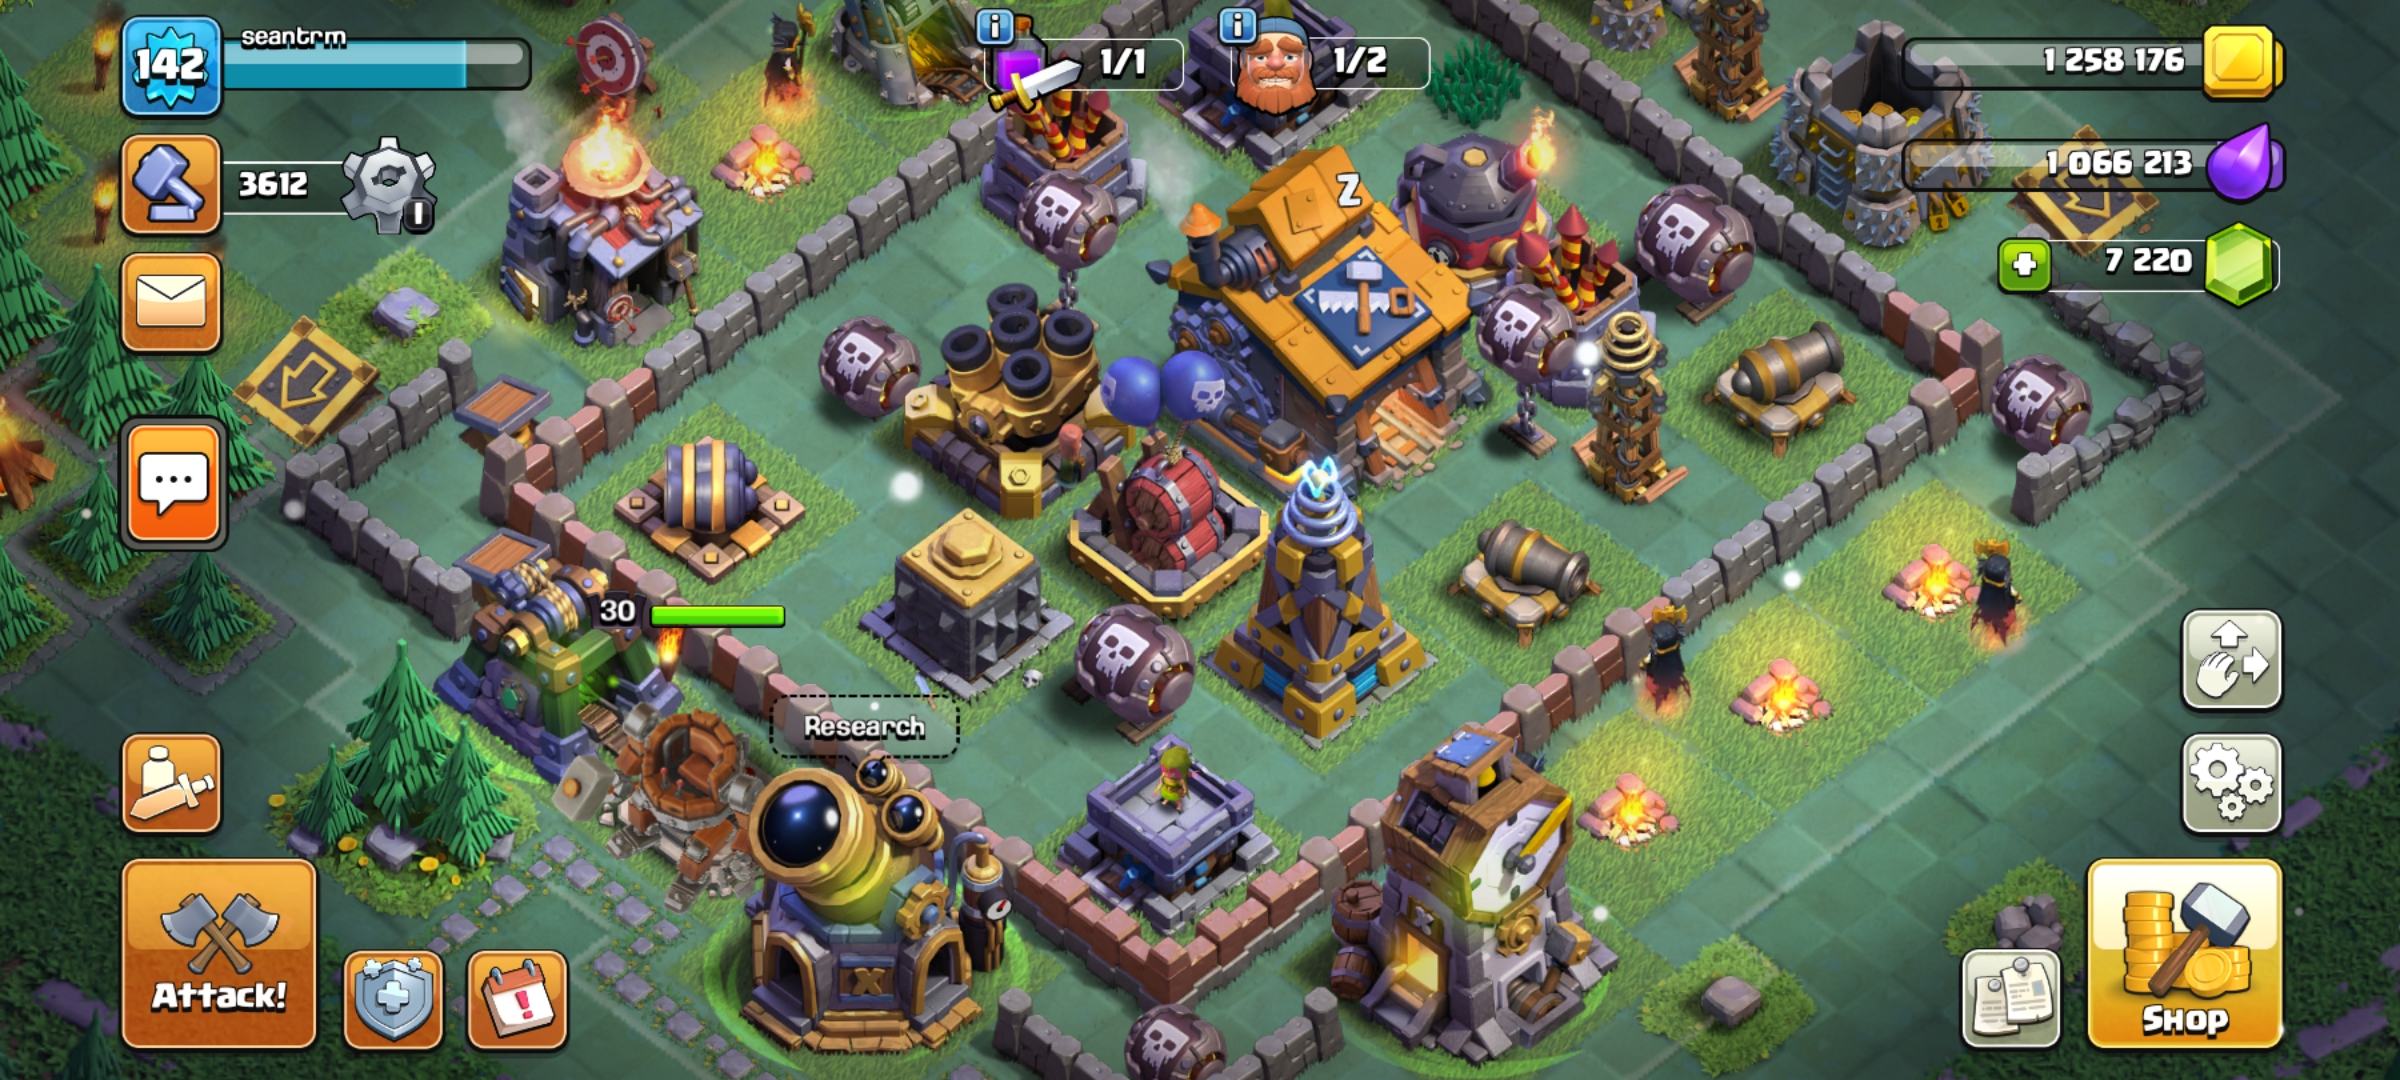 142
seantrm
1/1
1/2
1 258 176
3612
I
1 066 213
7 220
Z
30
Research
X
X
Attack!
Shop